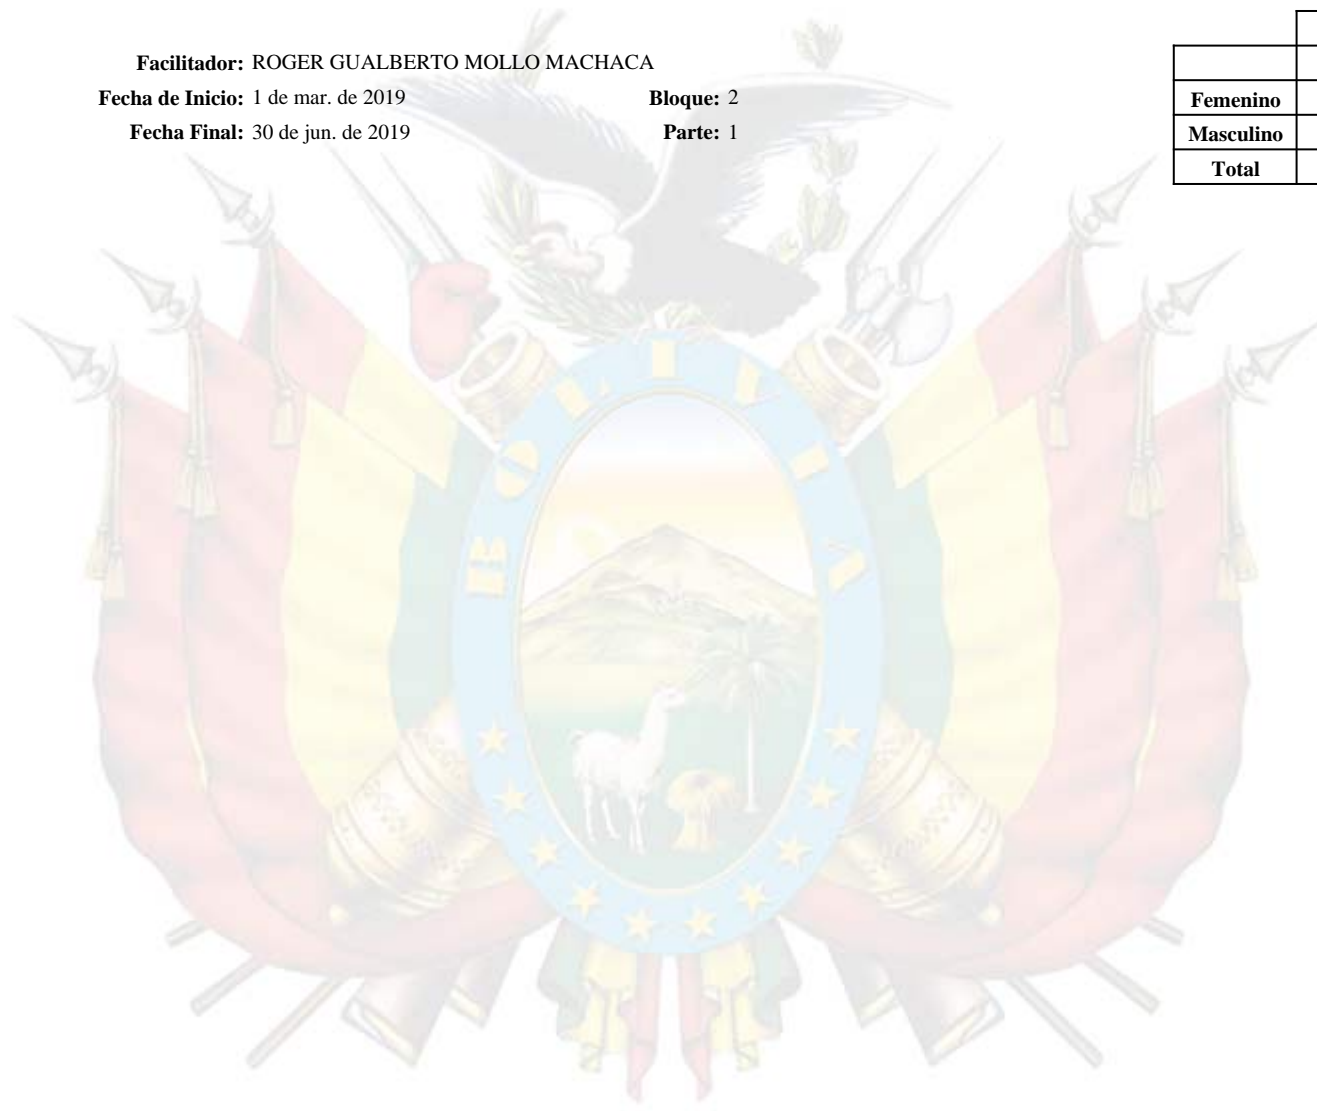 Facilitador: ROGER GUALBERTO MOLLO MACHACA
Fecha de Inicio: 1 de mar. de 2019 Bloque: 2
Fecha Final: 30 de jun. de 2019 Parte: 1
Femenino
Masculino
Total
BOLIVIA